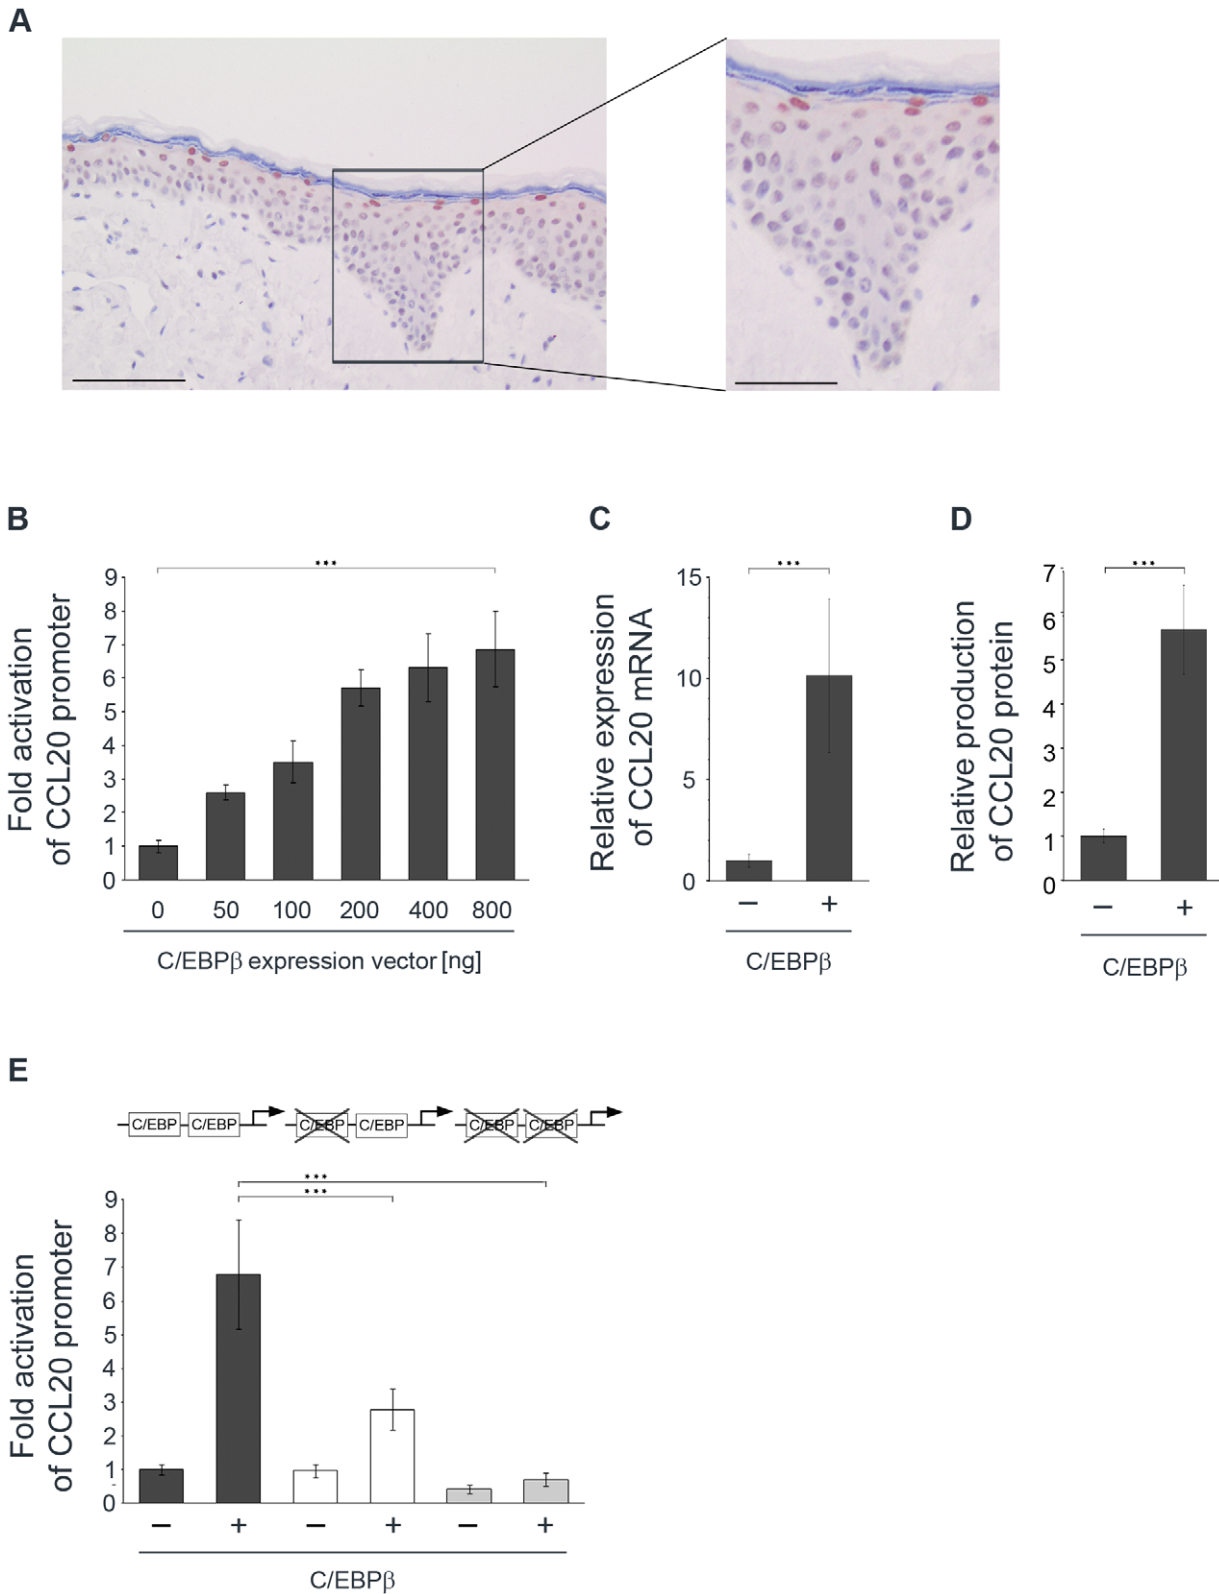 A
B
Fold activation
of CCL20 promoter
***
9
8
7
6
5
4
3
2
1
0
0 50 100 200 400 800
C/EBPβ expression vector [ng]
C
Relative expression
of CCL20 mRNA
***
15
10
5
0
− +
C/EBPβ
D
Relative production
of CCL20 protein
***
7
6
5
4
3
2
1
0
− +
C/EBPβ
E
C/EBP C/EBP C/EBP C/EBP C/EBP C/EBP
Fold activation
of CCL20 promoter
***
***
9
8
7
6
5
4
3
2
1
0
− + − + − +
C/EBPβ